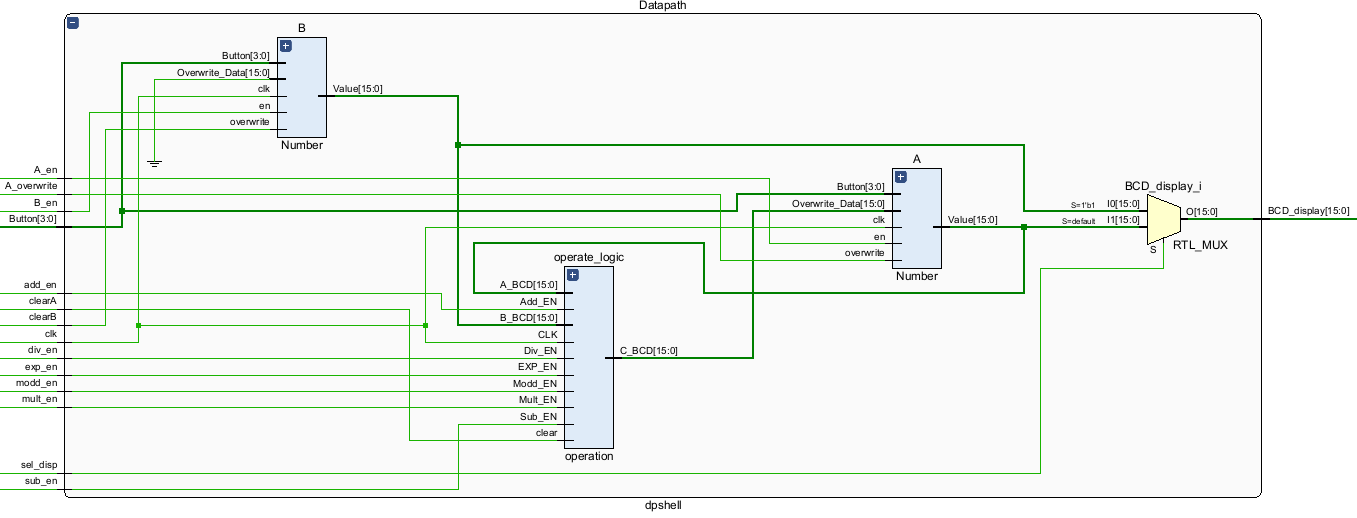 Datapath
B
Button[3:0]
Overwrite_Data[15:0]
clk
en
overwrite
Value[15:0]
Number
A_en
A_overwrite
B_en
Button[3:0]
A
Button[3:0]
Overwrite_Data[15:0]
clk
en
overwrite
Value[15:0]
Number
BCD_display_i
S=1'b1
I0[15:0]
S=default
I1[15:0]
O[15:0]
S
RTL_MUX
BCD_display[15:0]
add_en
clearA
clearB
clk
div_en
exp_en
modd_en
mult_en
operate_logic
A_BCD[15:0]
Add_EN
B_BCD[15:0]
CLK
Div_EN
EXP_EN
Modd_EN
Mult_EN
Sub_EN
clear
C_BCD[15:0]
operation
sel_disp
sub_en
dpshell